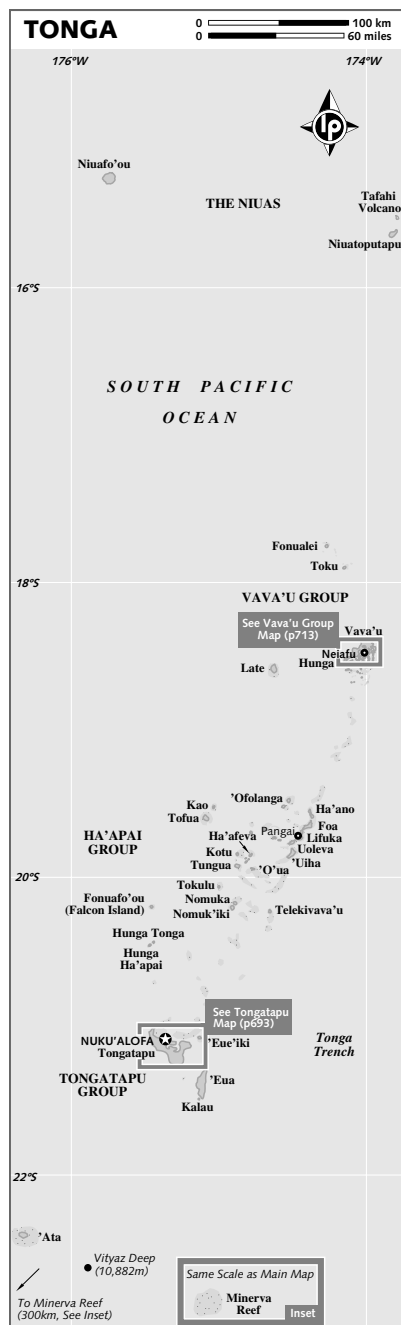 TONGA
0 100 km
0 60 miles
176°W 174°W
lp
Niuafo'ou
THE NIUAS
Tafahi
Volcano
Niuatoputapu
16°S
SOUTH PACIFIC
OCEAN
Fonualei
Toku
18°S
VAVA'U GROUP
See Vava'u Group
Map (p713)
Vava'u
Neiafu
Hunga
Late
'Ofolanga
Kao
Tofua
Ha'ano
Foa
Pangai
Lifuka
HA'APAI
GROUP
Ha'afeva
Uoleva
Kotu
'Uiha
Tungua
'O'ua
20°S
Tokulu
Nomuka
Fonuafo'ou
(Falcon Island)
Nomuk'iki
Telekivava'u
Hunga Tonga
Hunga
Ha'apai
See Tongatapu
Map (p693)
NUKU'ALOFA
Tongatapu
'Eue'iki
Tonga
Trench
TONGATAPU
GROUP
'Eua
Kalau
22°S
'Ata
Vityaz Deep
(10,882m)
To Minerva Reef
(300km, See Inset)
Same Scale as Main Map
Minerva
Reef
Inset